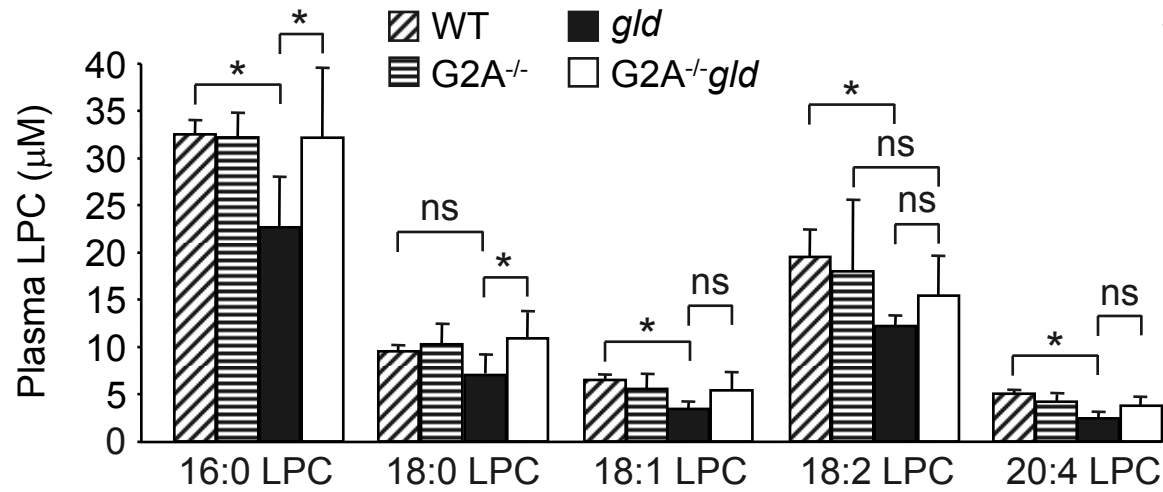 WT
gld
G2A-/-
G2A-/-gld
Plasma LPC (μM)
40
35
30
25
20
15
10
5
0
*
*
ns
*
*
ns
*
ns
ns
*
ns
16:0 LPC
18:0 LPC
18:1 LPC
18:2 LPC
20:4 LPC